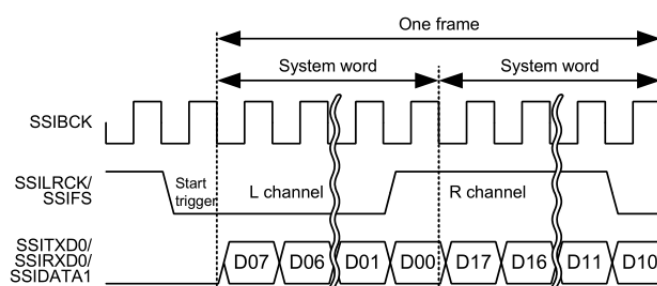 One frame
System word System word
SSIBCK
SSILRCK/
SSIFS
Start
trigger
L channel R channel
SSITXD0/
SSIRXD0/
SSIDATA1
D07 D06 D01 D00 D17 D16 D11 D10